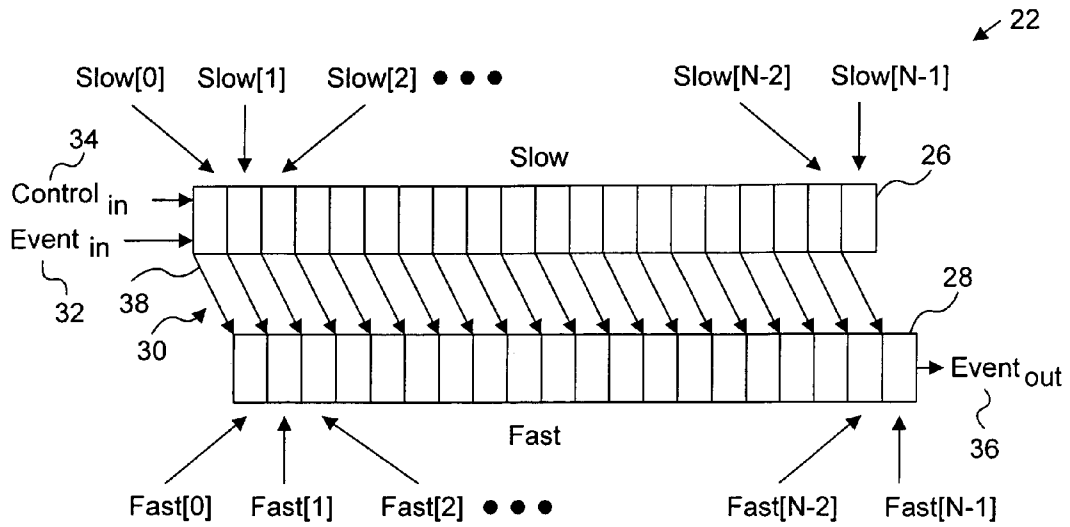 22
Slow[0] Slow[1] Slow[2] ● ● ● Slow[N-2] Slow[N-1]
34
Slow
26
Control in
Event in
32
38
30
28
Event out
36
Fast
Fast[0] Fast[1] Fast[2] ● ● ● Fast[N-2] Fast[N-1]